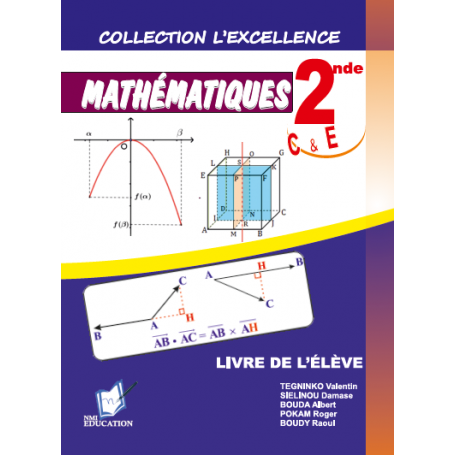 COLLECTION L'EXCELLENCE
MATHÉMATIQUES 2nde
C & E
α β
O
f(α)
f(β)
H O G
L S K
E P F
D N C
I R J
A M B
C
H
A
B
A
H
B
C
AB • AC = AB × AH
LIVRE DE L'ÉLÈVE
TEGNINKO Valentin
SIELINOU Damase
BOUDA Albert
POKAM Roger
BOUDY Raoul
NMI
EDUCATION